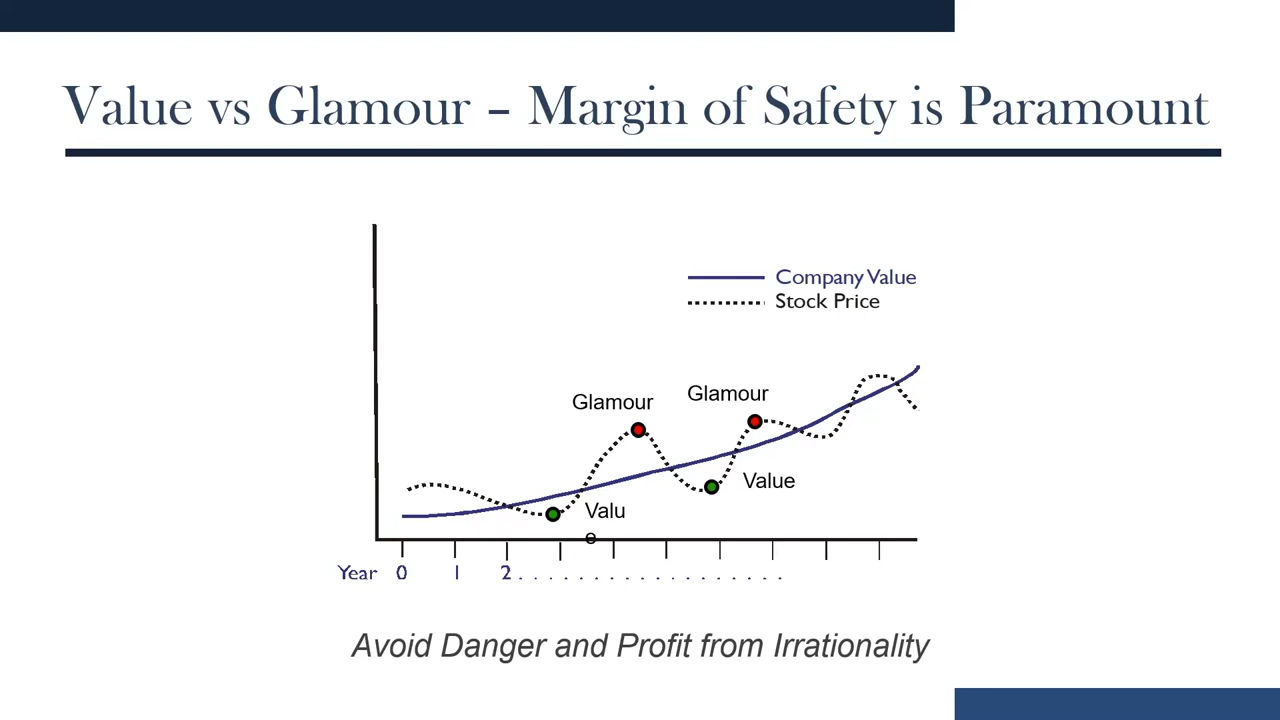 Value vs Glamour – Margin of Safety is Paramount
Company Value
Stock Price
Glamour
Glamour
Value
Valu
e
Year 0 1 2 . . . . . . . . . . . . . . . . . .
Avoid Danger and Profit from Irrationality